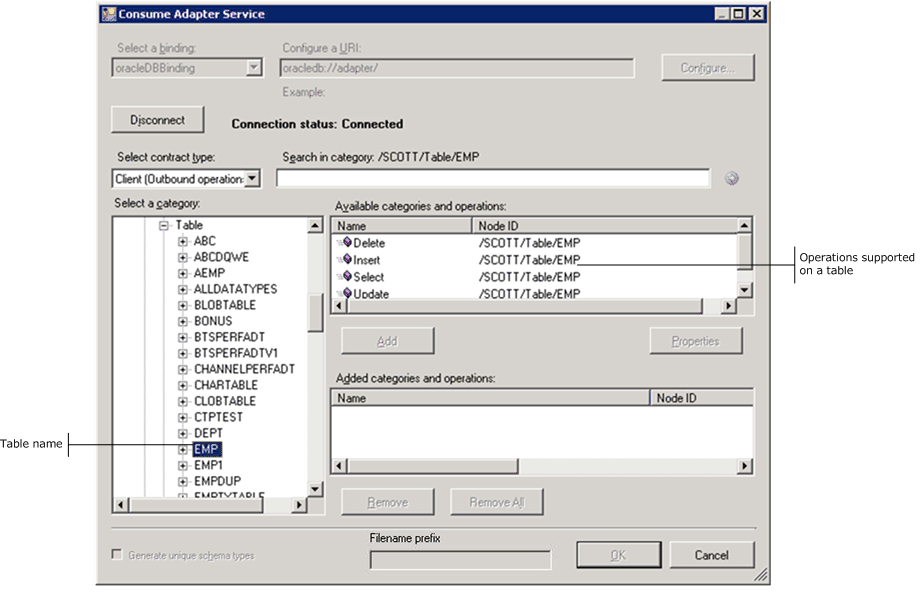 Consume Adapter Service
Select a binding:
Configure a URI:
oracleDBBinding
oracledb://adapter/
Configure...
Example:
Disconnect
Connection status: Connected
Select contract type:
Search in category: /SCOTT/Table/EMP
Client (Outbound operation:
Select a category:
Available categories and operations:
Table
ABC
ABCDQWE
AEMP
ALLDATATYPES
BLOBTABLE
BONUS
BTSPERFADT
BTSPERFADTV1
CHANNELPERFADT
CHARTABLE
CLOBTABLE
CTPTEST
DEPT
EMP
EMP1
EMPDUP
EMPTYTABLE
Table name
Name Node ID
Delete /SCOTT/Table/EMP
Insert /SCOTT/Table/EMP
Select /SCOTT/Table/EMP
Update /SCOTT/Table/EMP
Operations supported
on a table
Add
Properties
Added categories and operations:
Name Node ID
Remove
Remove All
Generate unique schema types
Filename prefix
OK
Cancel